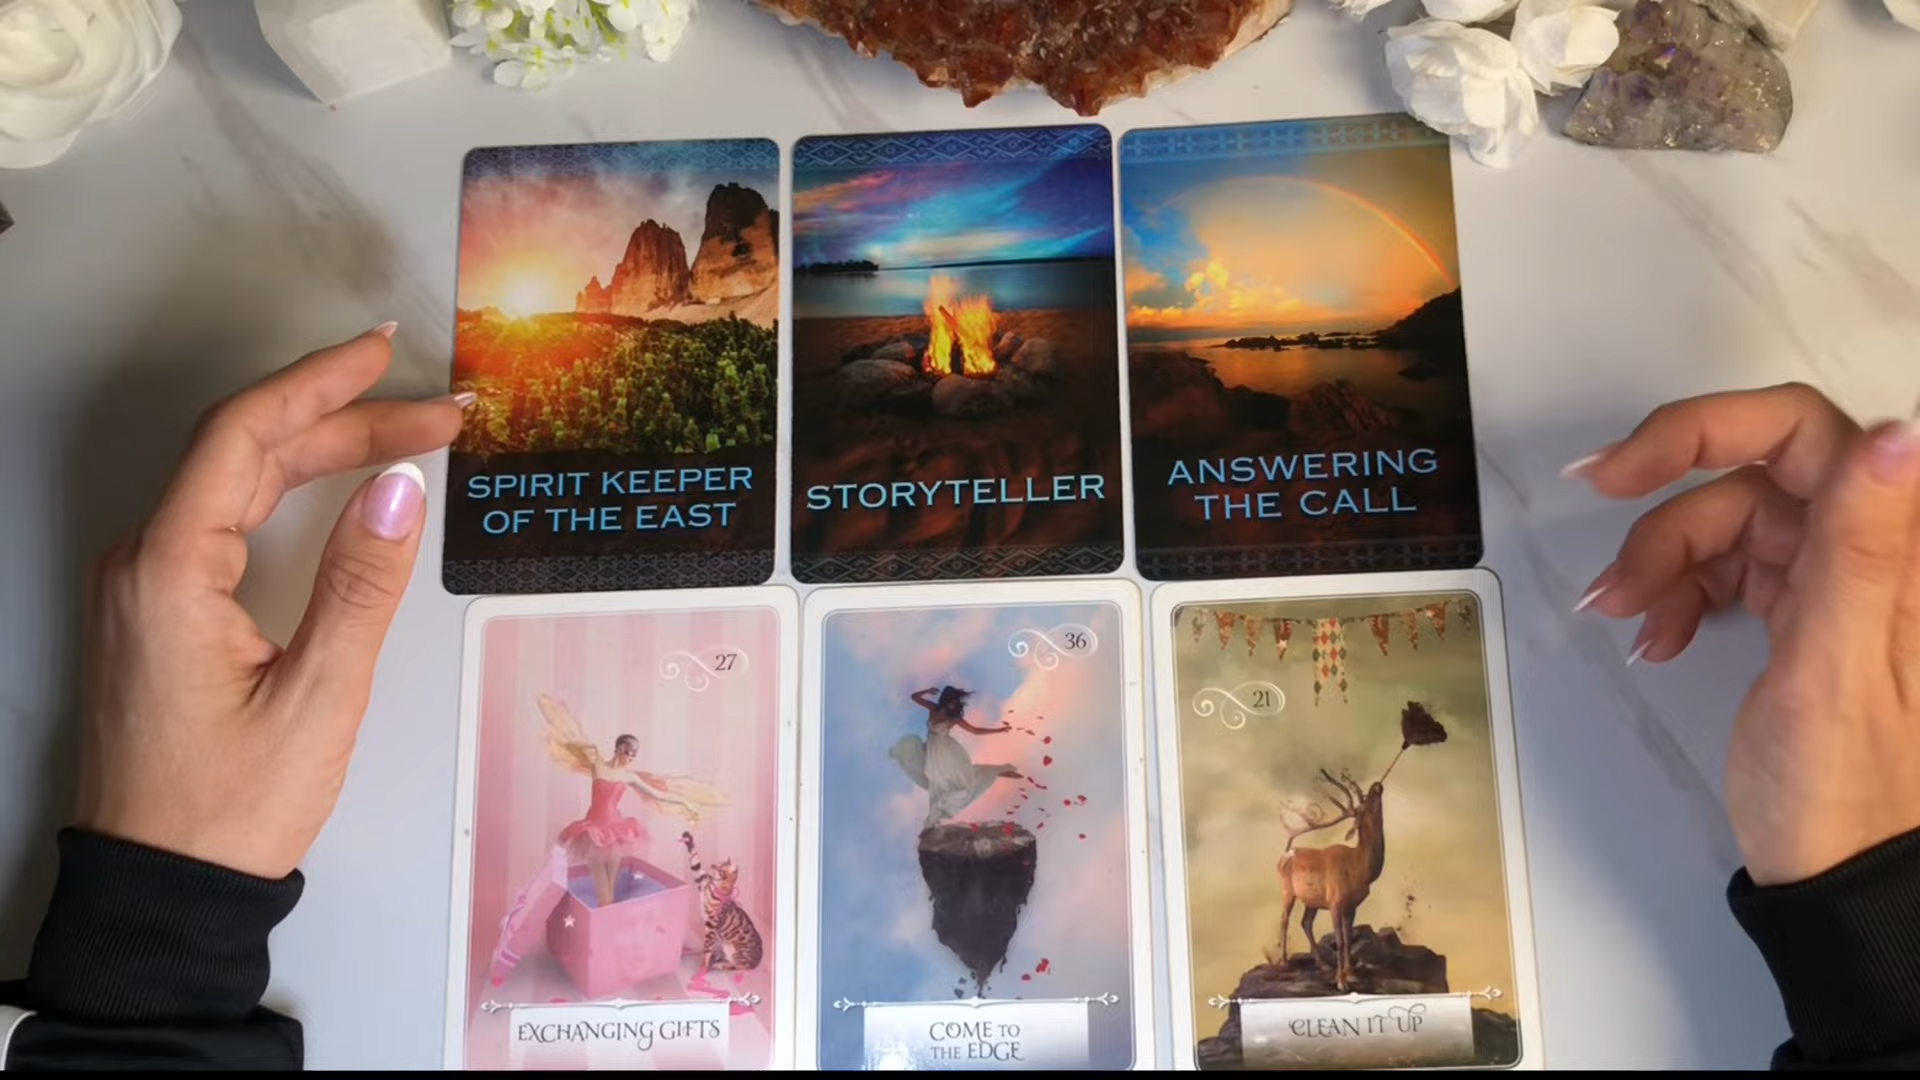 SPIRIT KEEPER
OF THE EAST
STORYTELLER
ANSWERING
THE CALL
27
EXCHANGING GIFTS
36
COME TO
THE EDGE
21
CLEAN IT UP